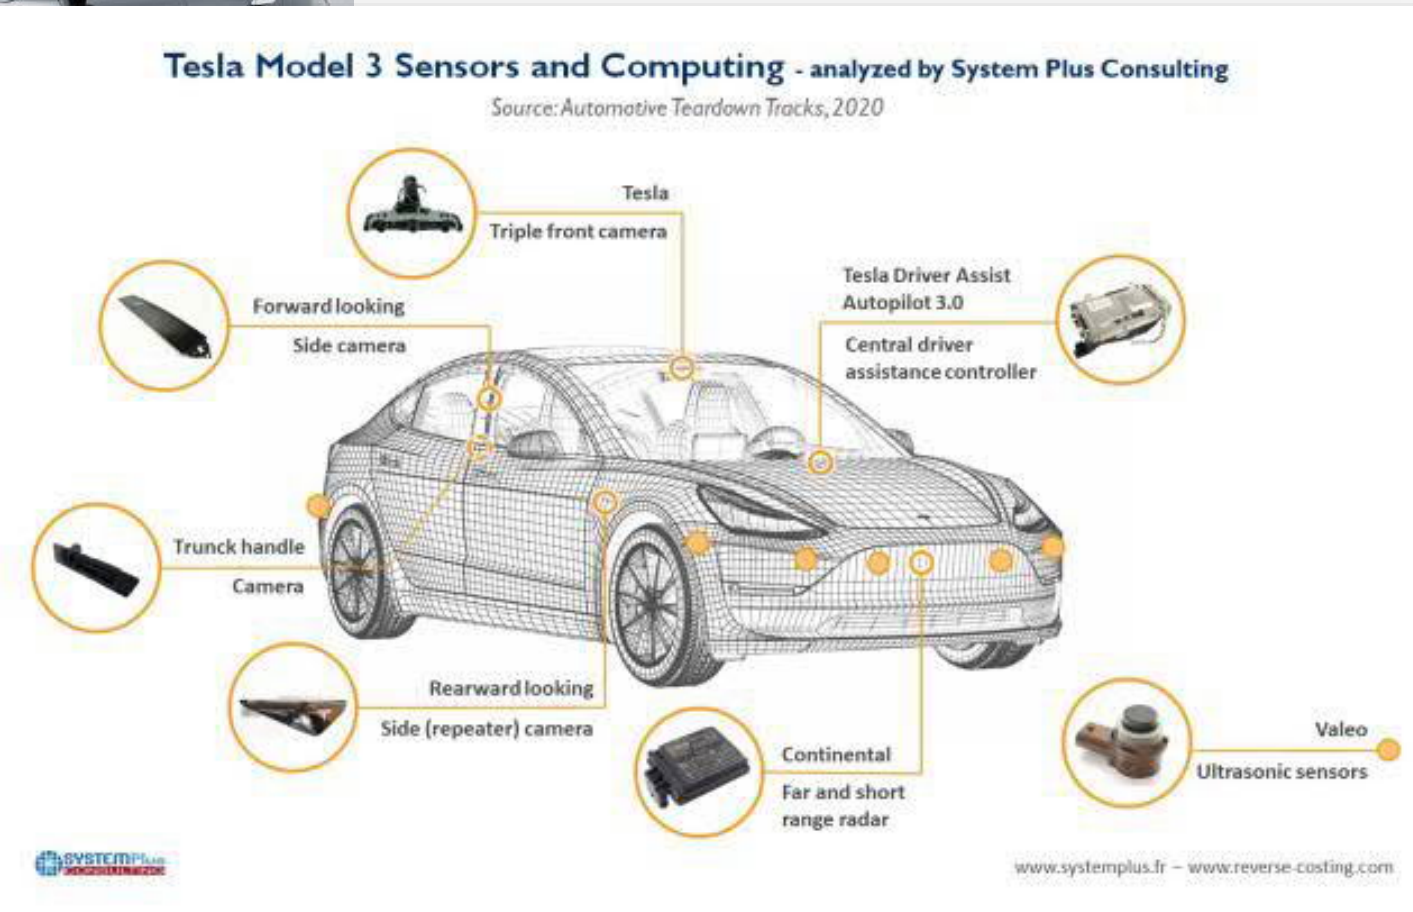 Tesla Model 3 Sensors and Computing - analyzed by System Plus Consulting
Source: Automotive Teardown Tracks, 2020
Tesla
Triple front camera
Tesla Driver Assist
Autopilot 3.0
Central driver
assistance controller
Forward looking
Side camera
Trunck handle
Camera
Rearward looking
Side (repeater) camera
Continental
Far and short
range radar
Valeo
Ultrasonic sensors
SYSTEMPlus
CONSULTING
www.systemplus.fr – www.reverse-costing.com